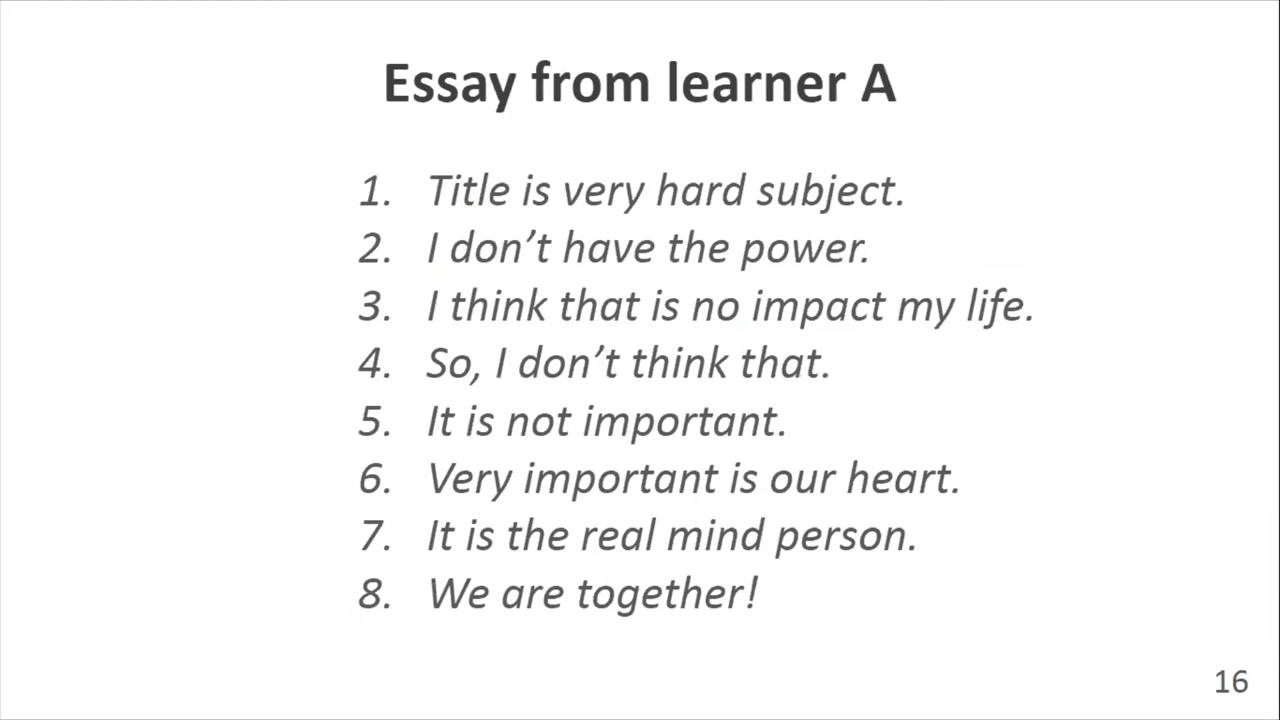 Essay from learner A
1. Title is very hard subject.
2. I don’t have the power.
3. I think that is no impact my life.
4. So, I don’t think that.
5. It is not important.
6. Very important is our heart.
7. It is the real mind person.
8. We are together!
16